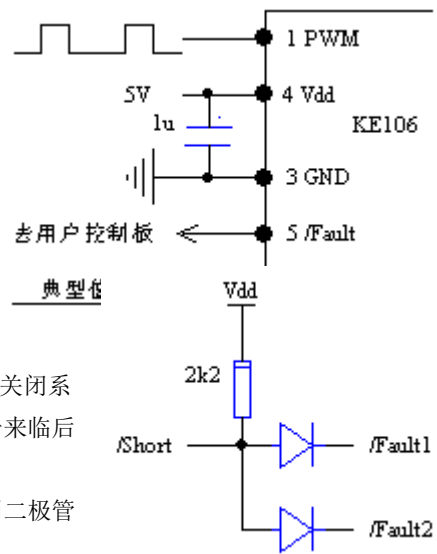 1 PWM
5V
4 Vdd
1u
KE106
3 GND
去用户控制板
5 /Fault
典型低
Vdd
关闭系
2k2
来临后
/Short
/Fault1
二极管
/Fault2